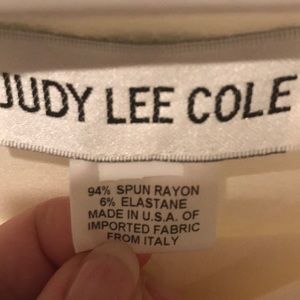 JUDY LEE COLE
94% SPUN RAYON
6% ELASTANE
MADE IN U.S.A. OF
IMPORTED FABRIC
FROM ITALY